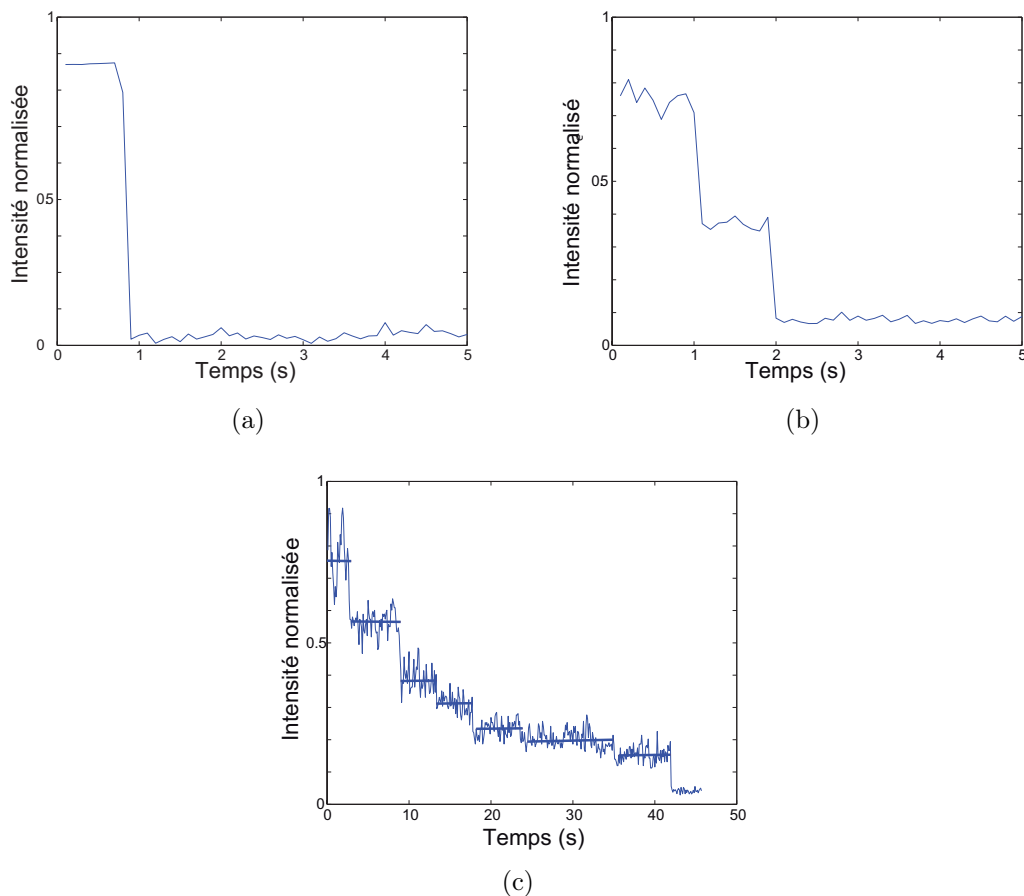 1
Intensité normalisée
05
0
0 1 2 3 4 5
Temps (s)
(a)
1
Intensité normalisé
05
0
0 1 2 3 4 5
Temps (s)
(b)
1
Intensité normalisée
0.5
0
0 10 20 30 40 50
Temps (s)
(c)